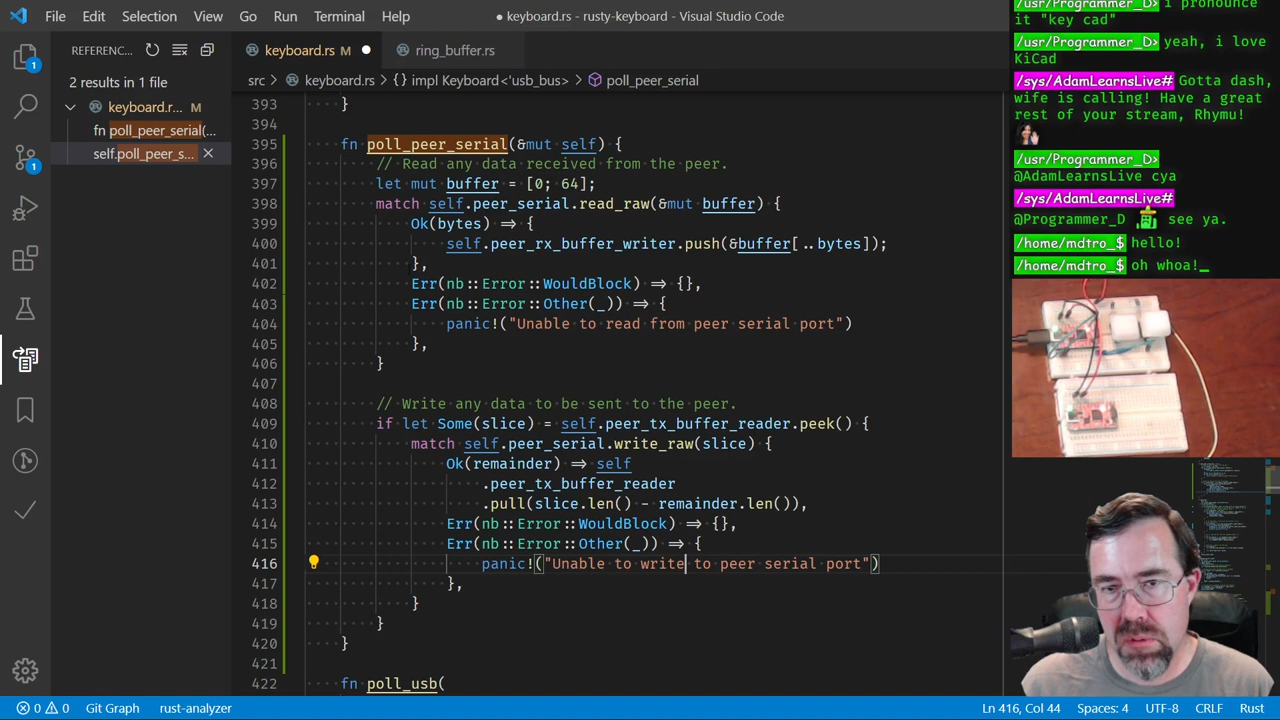 File Edit Selection View Go Run Terminal Help
● keyboard.rs - rusty-keyboard - Visual Studio Code
REFERENC...
2 results in 1 file
keyboard.r... M
fn poll_peer_serial(...
self.poll_peer_s...
1
1
keyboard.rs M
ring_buffer.rs
src > keyboard.rs > {} impl Keyboard<'usb_bus> > poll_peer_serial
393 }
394
395 fn poll_peer_serial(&mut self) {
396 // Read any data received from the peer.
397 let mut buffer = [0; 64];
398 match self.peer_serial.read_raw(&mut buffer) {
399 Ok(bytes) => {
400 self.peer_rx_buffer_writer.push(&buffer[..bytes]);
401 },
402 Err(nb::Error::WouldBlock) => {},
403 Err(nb::Error::Other(_)) => {
404 panic!("Unable to read from peer serial port")
405 },
406 }
407
408 // Write any data to be sent to the peer.
409 if let Some(slice) = self.peer_tx_buffer_reader.peek() {
410 match self.peer_serial.write_raw(slice) {
411 Ok(remainder) => self
412 .peer_tx_buffer_reader
413 .pull(slice.len() - remainder.len()),
414 Err(nb::Error::WouldBlock) => {},
415 Err(nb::Error::Other(_)) => {
416 panic!("Unable to write to peer serial port")
417 },
418 }
419 }
420 }
421
422 fn poll_usb(
0 0 Git Graph rust-analyzer
Ln 416, Col 44 Spaces: 4 UTF-8 CRLF Rust
/usr/Programmer_D> i pronounce
it "key cad"
/usr/Programmer_D> yeah, i love
KiCad
/sys/AdamLearnsLive# Gotta dash,
wife is calling! Have a great
rest of your stream, Rhymu!
/usr/Programmer_D>
@AdamLearnsLive cya
/sys/AdamLearnsLive#
@Programmer_D see ya.
/home/mdtro_$ hello!
/home/mdtro_$ oh whoa!_